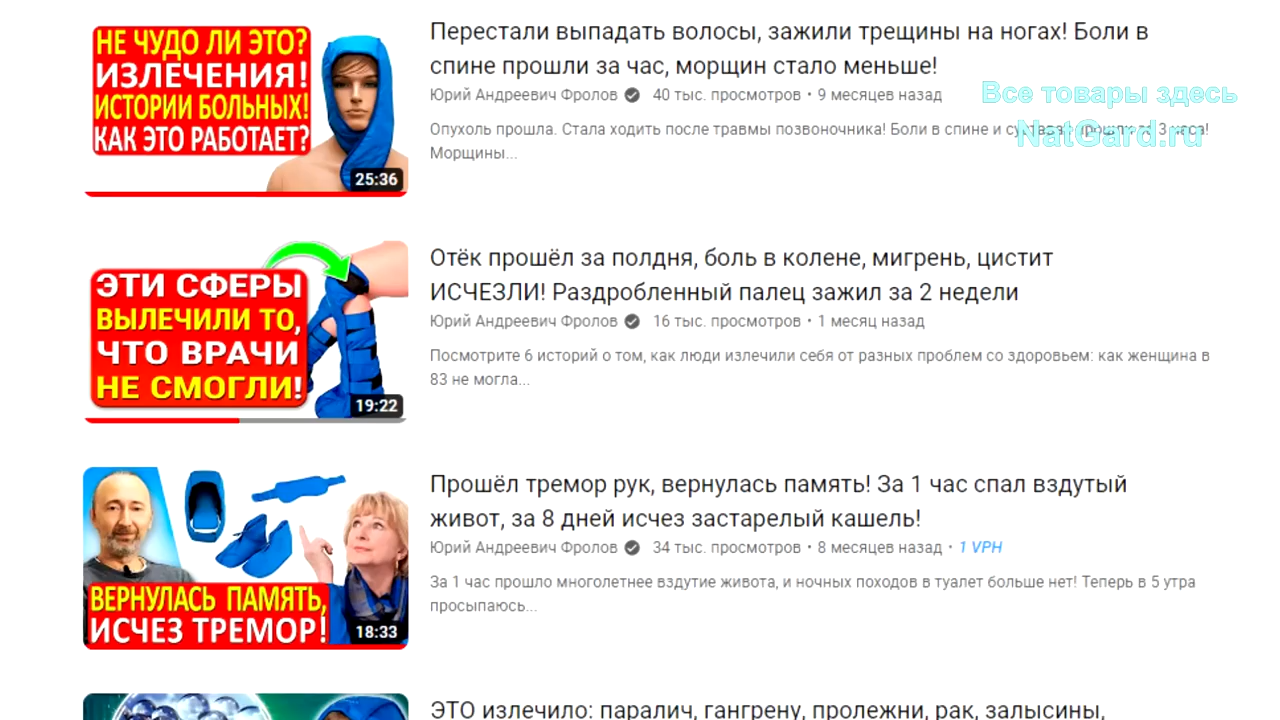 НЕ ЧУДО ЛИ ЭТО?
ИЗЛЕЧЕНИЯ!
ИСТОРИИ БОЛЬНЫХ!
КАК ЭТО РАБОТАЕТ?
25:36
Перестали выпадать волосы, зажили трещины на ногах! Боли в
спине прошли за час, морщин стало меньше!
Юрий Андреевич Фролов 40 тыс. просмотров • 9 месяцев назад
Все товары здесь
NatGard.ru
Опухоль прошла. Стала ходить после травмы позвоночника! Боли в спине и суставах прошли за 3 часа!
Морщины...
ЭТИ СФЕРЫ
ВЫЛЕЧИЛИ ТО,
ЧТО ВРАЧИ
НЕ СМОГЛИ!
19:22
Отёк прошёл за полдня, боль в колене, мигрень, цистит
ИСЧЕЗЛИ! Раздробленный палец зажил за 2 недели
Юрий Андреевич Фролов 16 тыс. просмотров • 1 месяц назад
Посмотрите 6 историй о том, как люди излечили себя от разных проблем со здоровьем: как женщина в
83 не могла...
ВЕРНУЛАСЬ ПАМЯТЬ,
ИСЧЕЗ ТРЕМОР!
18:33
Прошёл тремор рук, вернулась память! За 1 час спал вздутый
живот, за 8 дней исчез застарелый кашель!
Юрий Андреевич Фролов 34 тыс. просмотров • 8 месяцев назад • 1 VPH
За 1 час прошло многолетнее вздутие живота, и ночных походов в туалет больше нет! Теперь в 5 утра
просыпаюсь...
ЭТО излечило: паралич, гангрену, пролежни, рак, залысины,